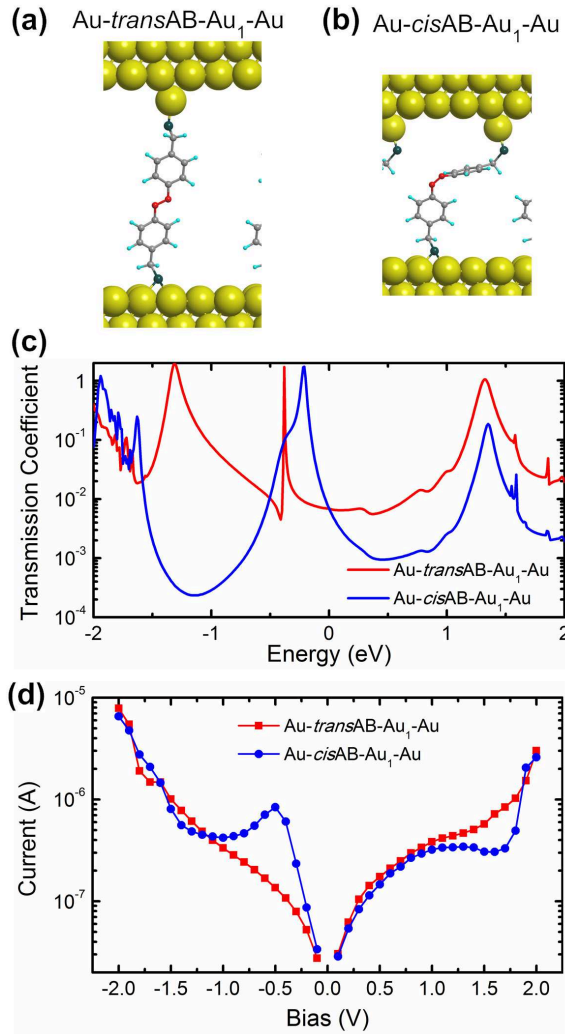 (a) Au-transAB-Au1-Au
(b) Au-cisAB-Au1-Au
(c)
Transmission Coefficient
1
10-1
10-2
10-3
10-4
Au-transAB-Au1-Au
Au-cisAB-Au1-Au
-2 -1 0 1 2
Energy (eV)
(d)
Current (A)
10-5
10-6
10-7
Au-transAB-Au1-Au
Au-cisAB-Au1-Au
-2.0 -1.5 -1.0 -0.5 0.0 0.5 1.0 1.5 2.0
Bias (V)